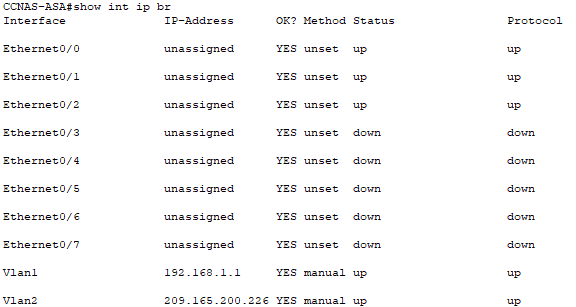 CCNAS-ASA#show int ip br
Interface IP-Address OK? Method Status Protocol
Ethernet0/0 unassigned YES unset up up
Ethernet0/1 unassigned YES unset up up
Ethernet0/2 unassigned YES unset up up
Ethernet0/3 unassigned YES unset down down
Ethernet0/4 unassigned YES unset down down
Ethernet0/5 unassigned YES unset down down
Ethernet0/6 unassigned YES unset down down
Ethernet0/7 unassigned YES unset down down
Vlan1 192.168.1.1 YES manual up up
Vlan2 209.165.200.226 YES manual up up